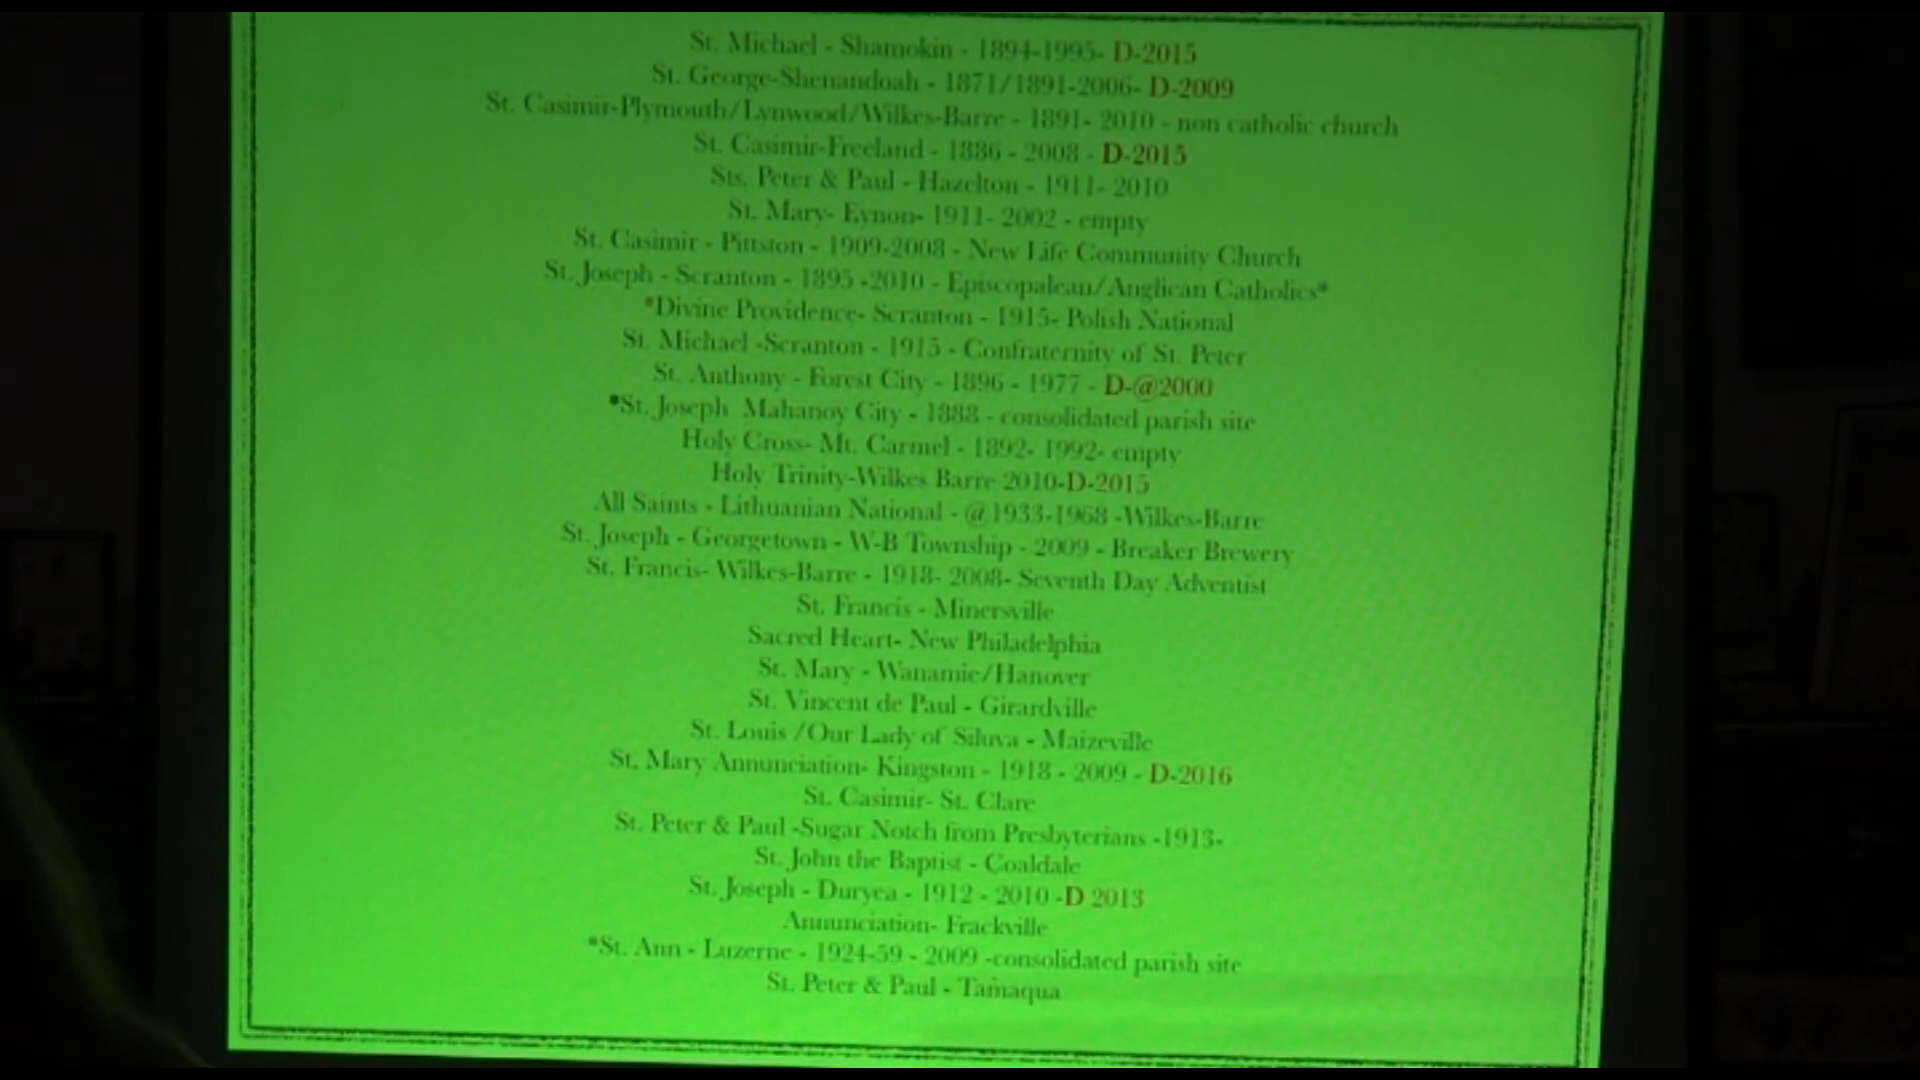 St. Michael - Shamokin - 1894-1995- D-2015
St. George-Shenandoah - 1871/1891-2006- D-2009
St. Casimir-Plymouth/Lynwood/Wilkes-Barre - 1891- 2010 - non catholic church
St. Casimir-Freeland - 1886 - 2008 - D-2015
Sts. Peter & Paul - Hazelton - 1911- 2010
St. Mary- Eynon- 1911- 2002 - empty
St. Casimir - Pittston - 1909-2008 - New Life Community Church
St. Joseph - Scranton - 1895 -2010 - Episcopalean/Anglican Catholics*
*Divine Providence- Scranton - 1915- Polish National
St. Michael -Scranton - 1915 - Confraternity of St. Peter
St. Anthony - Forest City - 1896 - 1977 - D-@2000
*St. Joseph Mahanoy City - 1888 - consolidated parish site
Holy Cross- Mt. Carmel - 1892- 1992- empty
Holy Trinity-Wilkes Barre 2010-D-2015
All Saints - Lithuanian National - @1933-1968 -Wilkes-Barre
St. Joseph - Georgetown - W-B Township - 2009 - Breaker Brewery
St. Francis- Wilkes-Barre - 1918- 2008- Seventh Day Adventist
St. Francis - Minersville
Sacred Heart- New Philadelphia
St. Mary - Wanamie/Hanover
St. Vincent de Paul - Girardville
St. Louis /Our Lady of Siluva - Maizeville
St. Mary Annunciation- Kingston - 1918 - 2009 - D-2016
St. Casimir- St. Clare
St. Peter & Paul -Sugar Notch from Presbyterians -1913-
St. John the Baptist - Coaldale
St. Joseph - Duryea - 1912 - 2010 -D 2013
Annunciation- Frackville
*St. Ann - Luzerne - 1924-59 - 2009 -consolidated parish site
St. Peter & Paul - Tamaqua